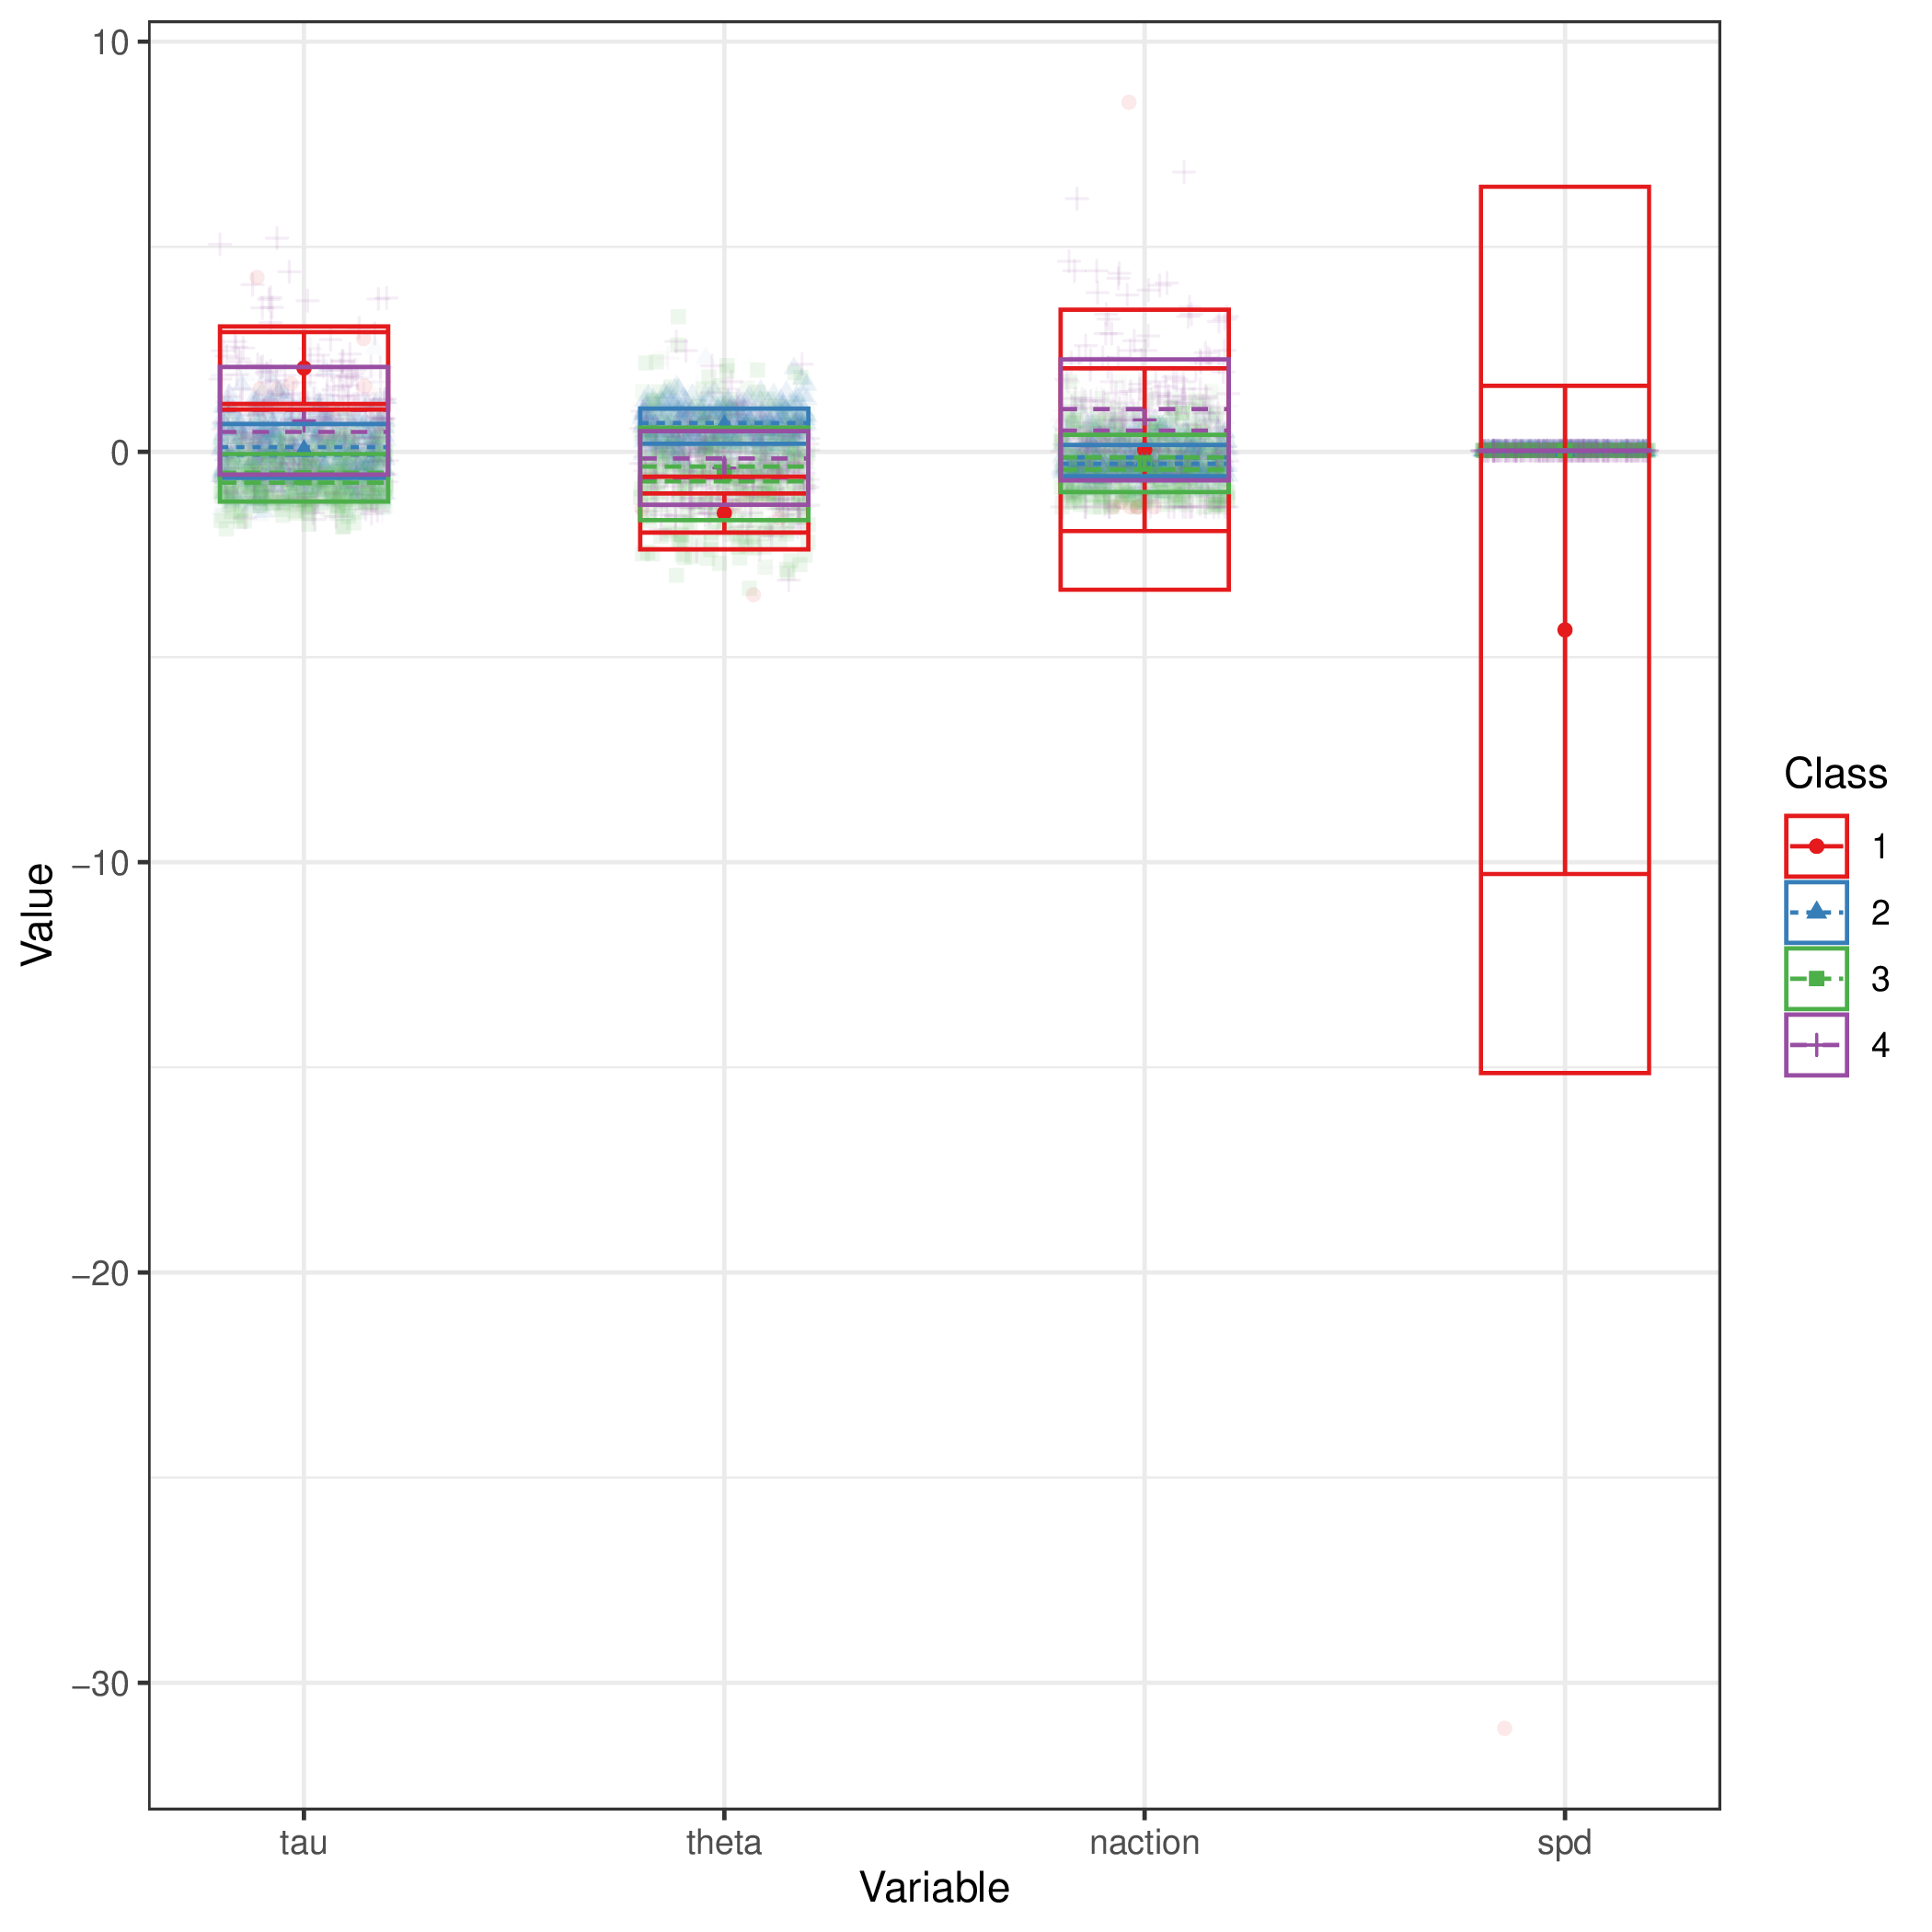 10
0
−10
−20
−30
Value
tau
theta
naction
spd
Variable
Class
1
2
3
4